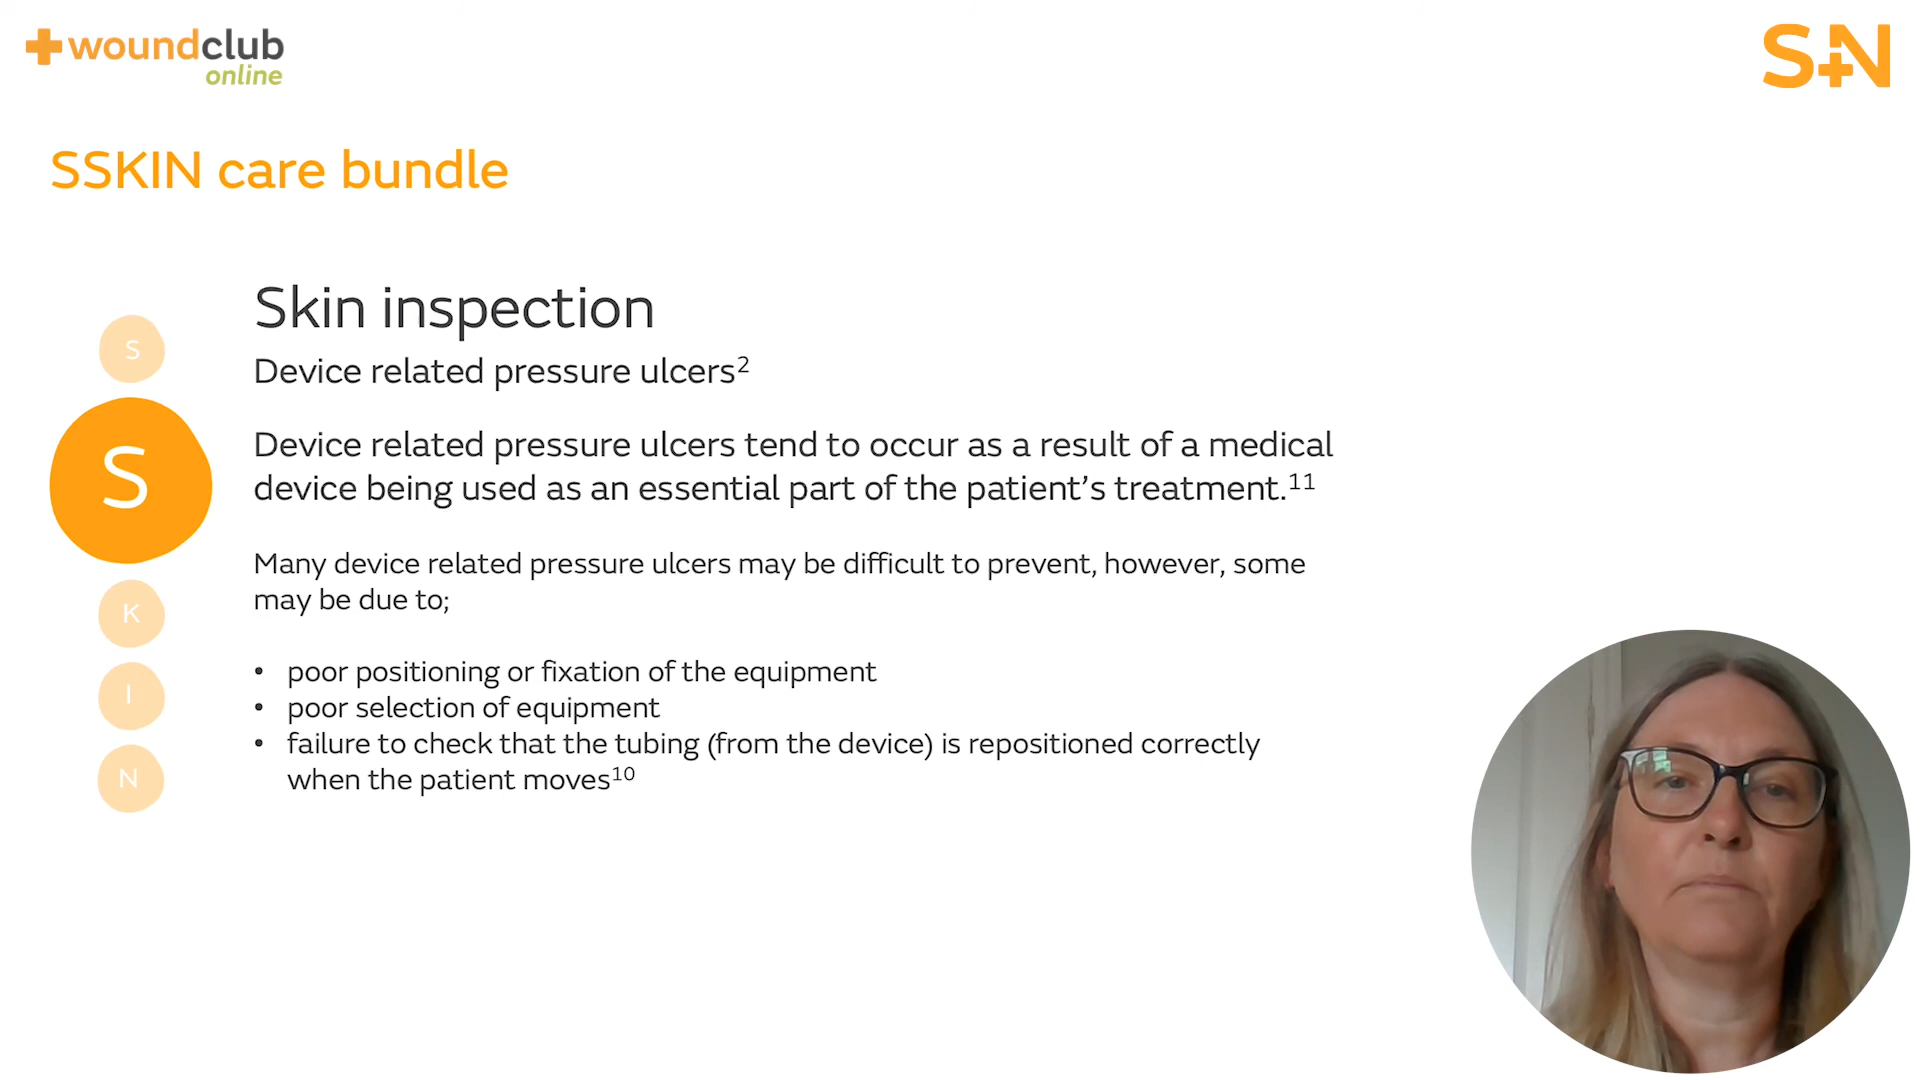 woundclub
online
S+N
SSKIN care bundle
Skin inspection
Device related pressure ulcers²
Device related pressure ulcers tend to occur as a result of a medical
device being used as an essential part of the patient’s treatment.¹¹
Many device related pressure ulcers may be difficult to prevent, however, some
may be due to;
• poor positioning or fixation of the equipment
• poor selection of equipment
• failure to check that the tubing (from the device) is repositioned correctly
when the patient moves¹⁰
S
S
K
I
N